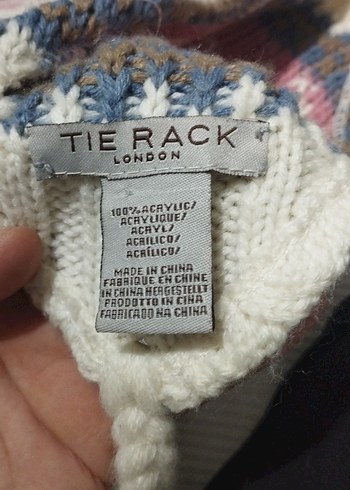 TIE RACK
LONDON
100% ACRYLIC/
ACRYLIQUE/
ACRYL/
ACRILICO/
ACRÍLICO/
MADE IN CHINA
FABRIQUE EN CHINE
IN CHINA HERGESTELLT
PRODOTTO IN CINA
FABRICADO NA CHINA